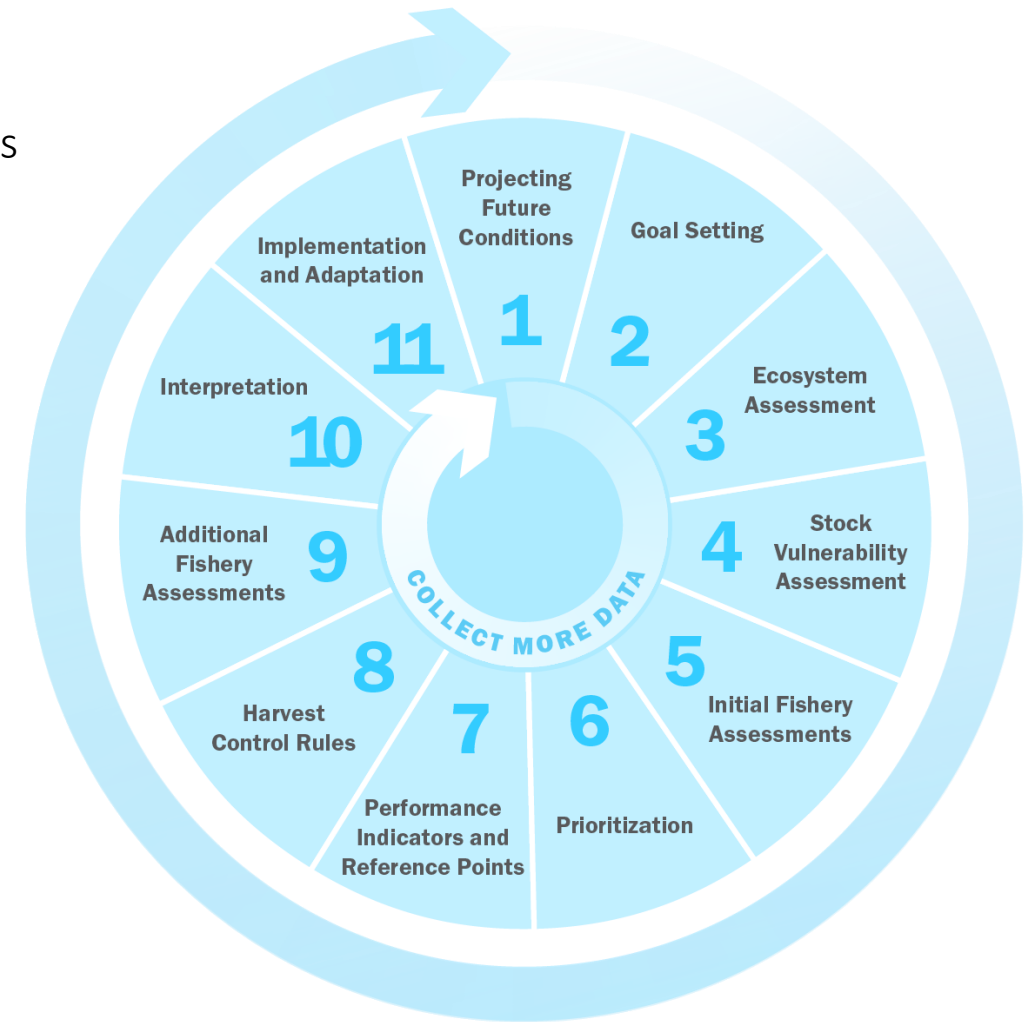 S
Projecting
Future
Conditions
1
Goal Setting
2
Ecosystem
Assessment
3
Stock
Vulnerability
Assessment
4
Initial Fishery
Assessments
5
Prioritization
6
Performance
Indicators and
Reference Points
7
Harvest
Control Rules
8
Additional
Fishery
Assessments
9
Interpretation
10
Implementation
and Adaptation
11
COLLECT MORE DATA